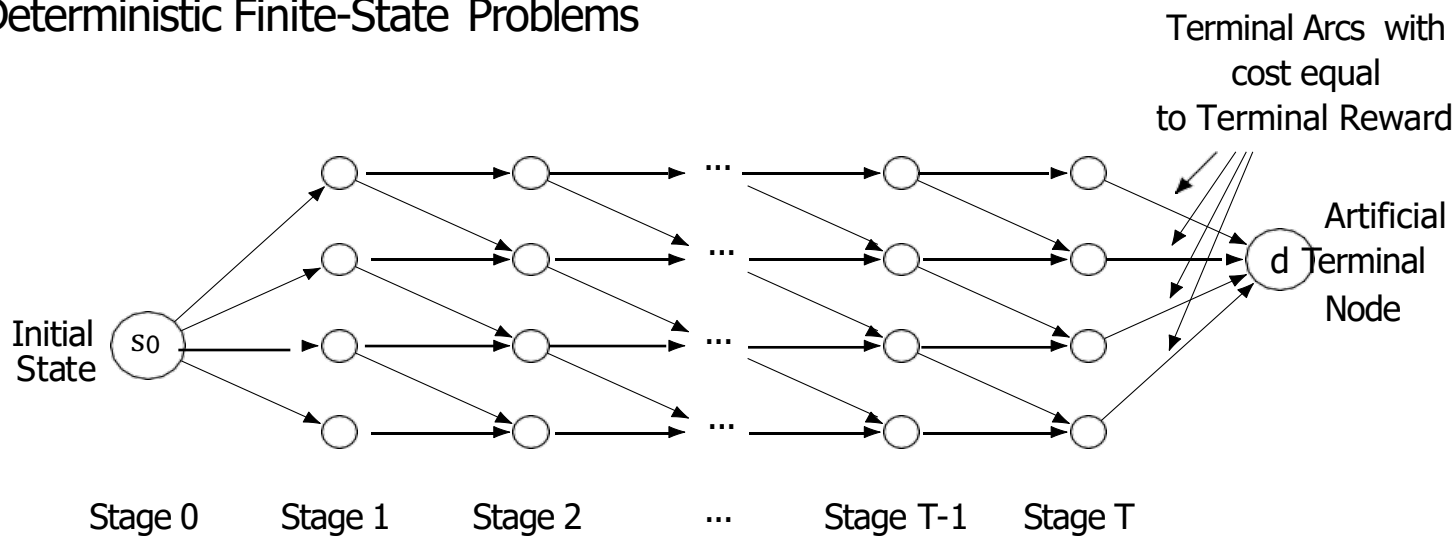 Deterministic Finite-State Problems
Terminal Arcs with
cost equal
to Terminal Reward
...
Artificial
...
d Terminal
Node
Initial
s0
State
...
...
Stage 0 Stage 1 Stage 2 ... Stage T-1 Stage T